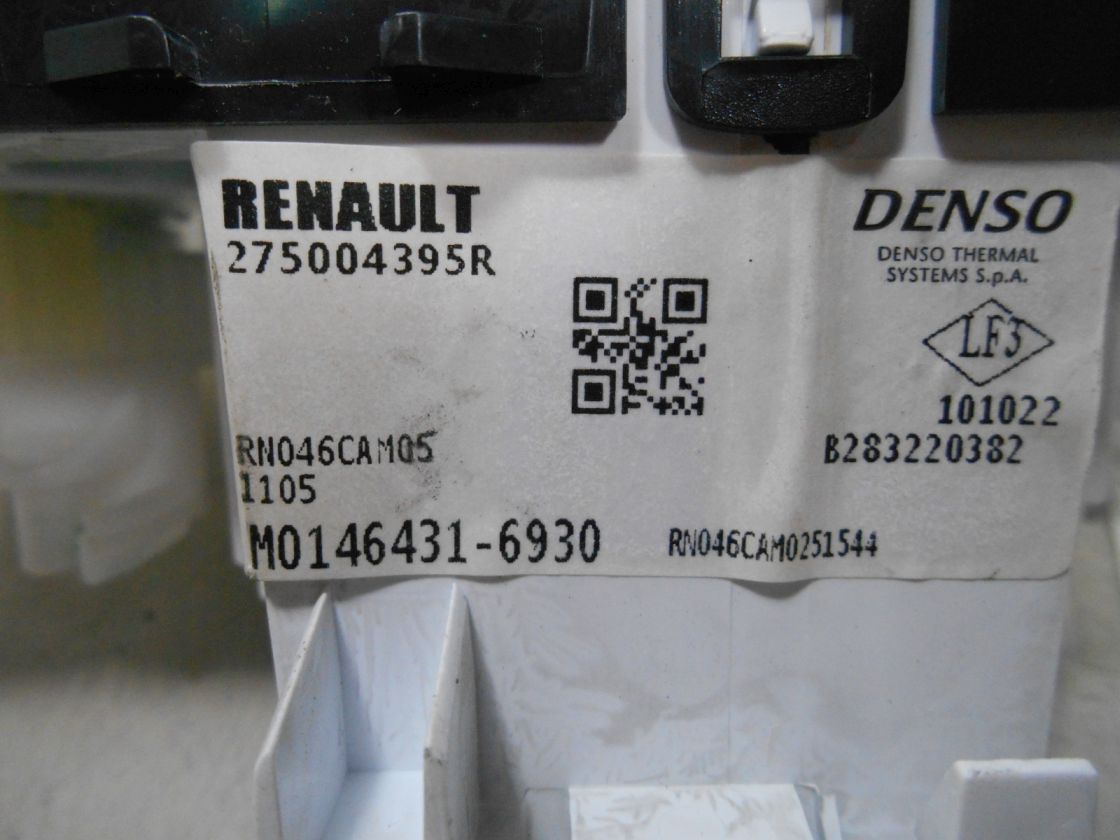 RENAULT
275004395R
DENSO
DENSO THERMAL
SYSTEMS S.p.A.
LF3
101022
B283220382
RN046CAM05
1105
M0146431-6930
RN046CAM0251544